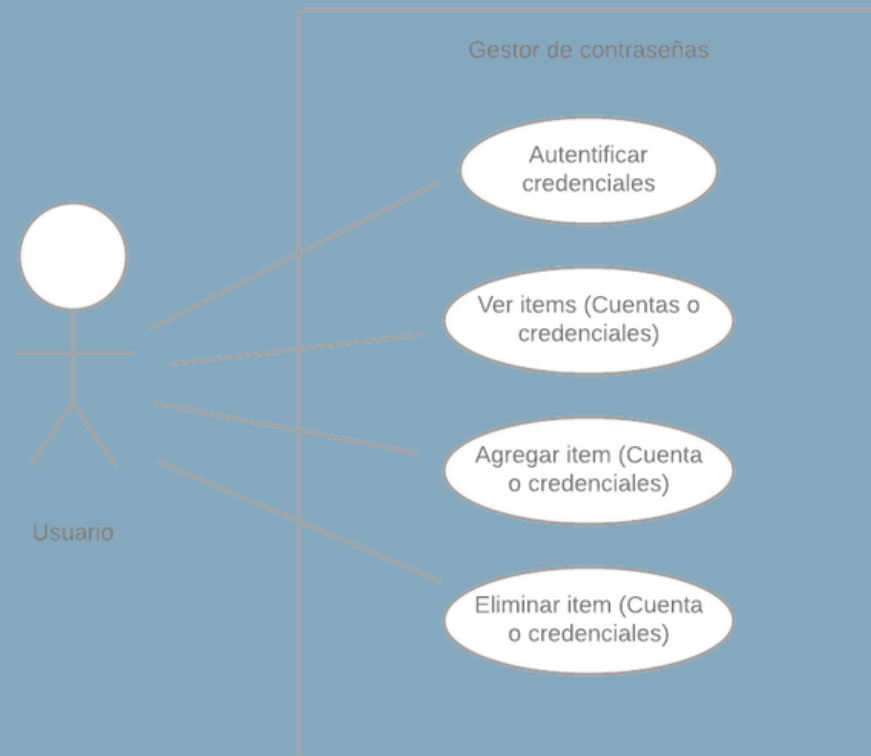 Gestor de contraseñas
Autentificar
credenciales
Ver items (Cuentas o
credenciales)
Agregar item (Cuenta
o credenciales)
Usuario
Eliminar item (Cuenta
o credenciales)